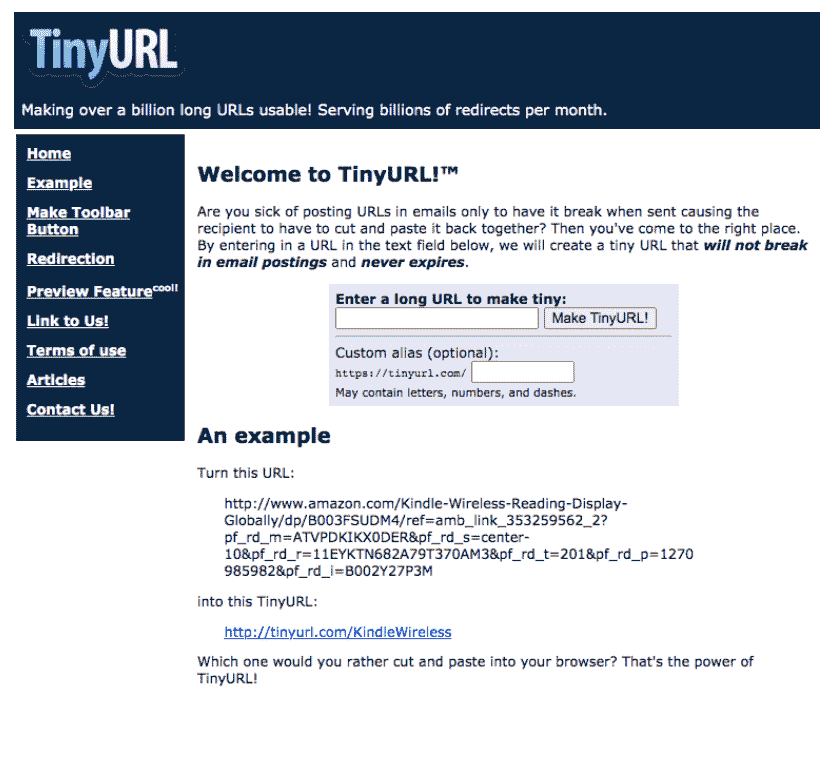 TinyURL
Making over a billion long URLs usable! Serving billions of redirects per month.
Home
Example
Make Toolbar
Button
Redirection
Preview Featurecool!
Link to Us!
Terms of use
Articles
Contact Us!
Welcome to TinyURL!™
Are you sick of posting URLs in emails only to have it break when sent causing the
recipient to have to cut and paste it back together? Then you've come to the right place.
By entering in a URL in the text field below, we will create a tiny URL that will not break
in email postings and never expires.
Enter a long URL to make tiny:
Make TinyURL!
Custom alias (optional):
https://tinyurl.com/
May contain letters, numbers, and dashes.
An example
Turn this URL:
http://www.amazon.com/Kindle-Wireless-Reading-Display-
Globally/dp/B003FSUDM4/ref=amb_link_353259562_2?
pf_rd_m=ATVPDKIKX0DER&pf_rd_s=center-
10&pf_rd_r=11EYKTN682A79T370AM3&pf_rd_t=201&pf_rd_p=1270
985982&pf_rd_i=B002Y27P3M
into this TinyURL:
http://tinyurl.com/KindleWireless
Which one would you rather cut and paste into your browser? That's the power of
TinyURL!